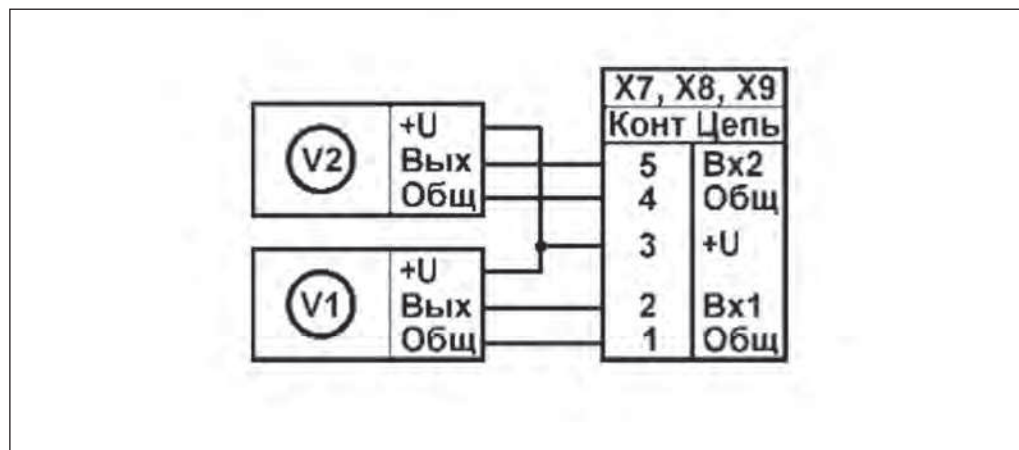 V2
+U
Вых
Общ
V1
+U
Вых
Общ
X7, X8, X9
Конт Цепь
5 Вх2
4 Общ
3 +U
2 Вх1
1 Общ